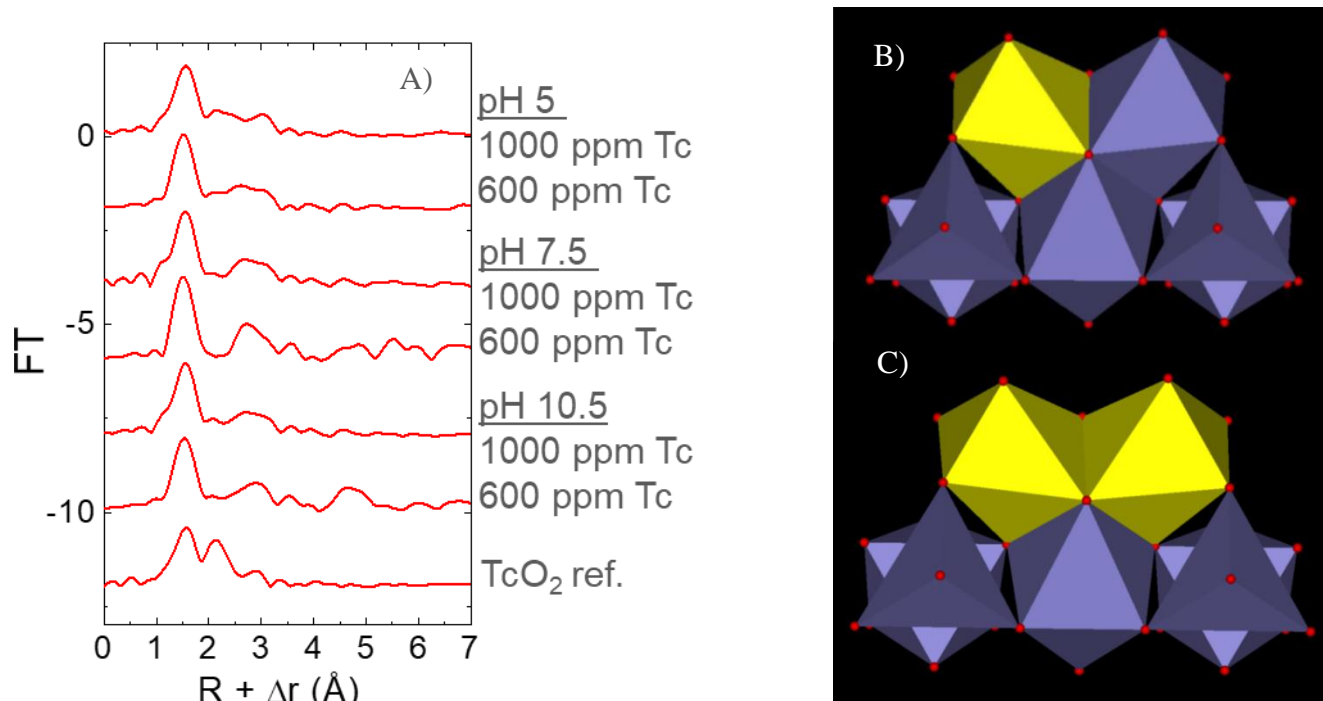 A)
pH 5
1000 ppm Tc
600 ppm Tc
pH 7.5
1000 ppm Tc
600 ppm Tc
pH 10.5
1000 ppm Tc
600 ppm Tc
TcO₂ ref.
0
-5
-10
FT
0 1 2 3 4 5 6 7
R + Δr (Å)
B)
C)